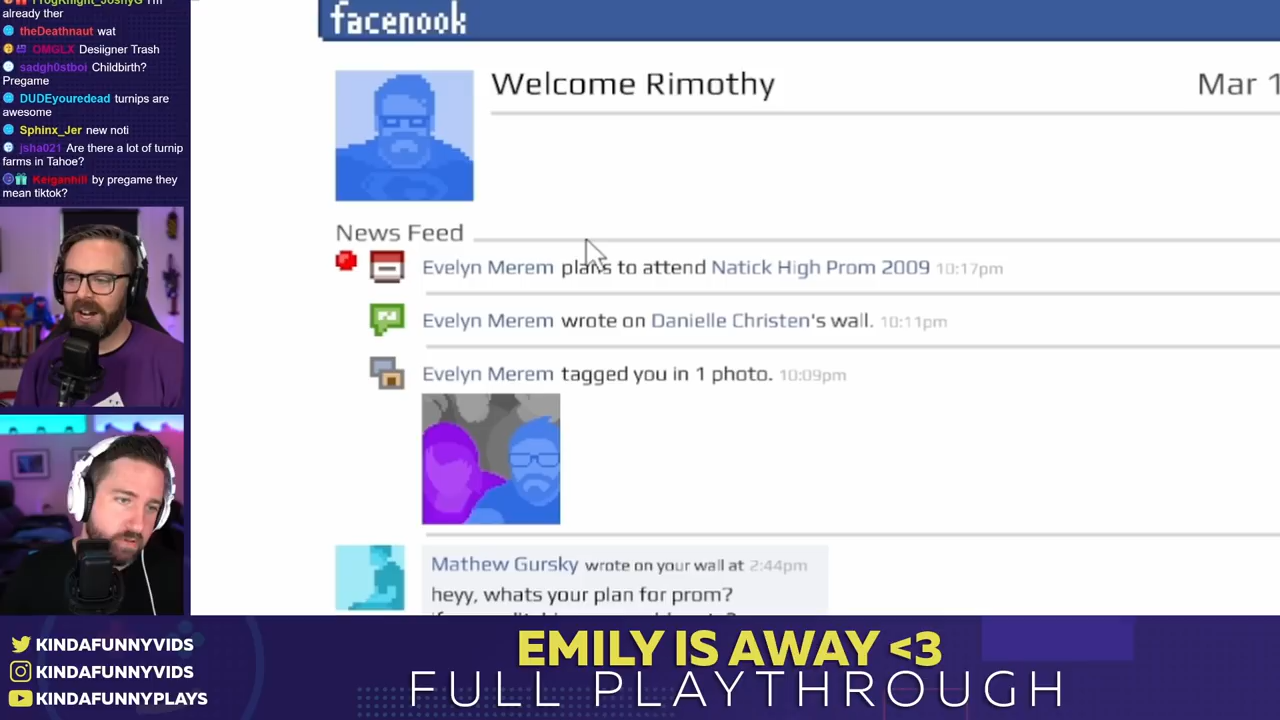 FrogKnight_JoshyG I'm
already ther
theDeathnaut wat
OMGLX Desiigner Trash
sadgh0stboi Childbirth?
Pregame
DUDEyouredead turnips are
awesome
Sphinx_Jer new noti
jsha021 Are there a lot of turnip
farms in Tahoe?
Keiganhill by pregame they
mean tiktok?
facenook
Welcome Rimothy
Mar 1
News Feed
Evelyn Merem plans to attend Natick High Prom 2009 10:17pm
Evelyn Merem wrote on Danielle Christen's wall. 10:11pm
Evelyn Merem tagged you in 1 photo. 10:09pm
Mathew Gursky wrote on your wall at 2:44pm
heyy, whats your plan for prom?
KINDAFUNNYVIDS
KINDAFUNNYVIDS
KINDAFUNNYPLAYS
EMILY IS AWAY <3
FULL PLAYTHROUGH